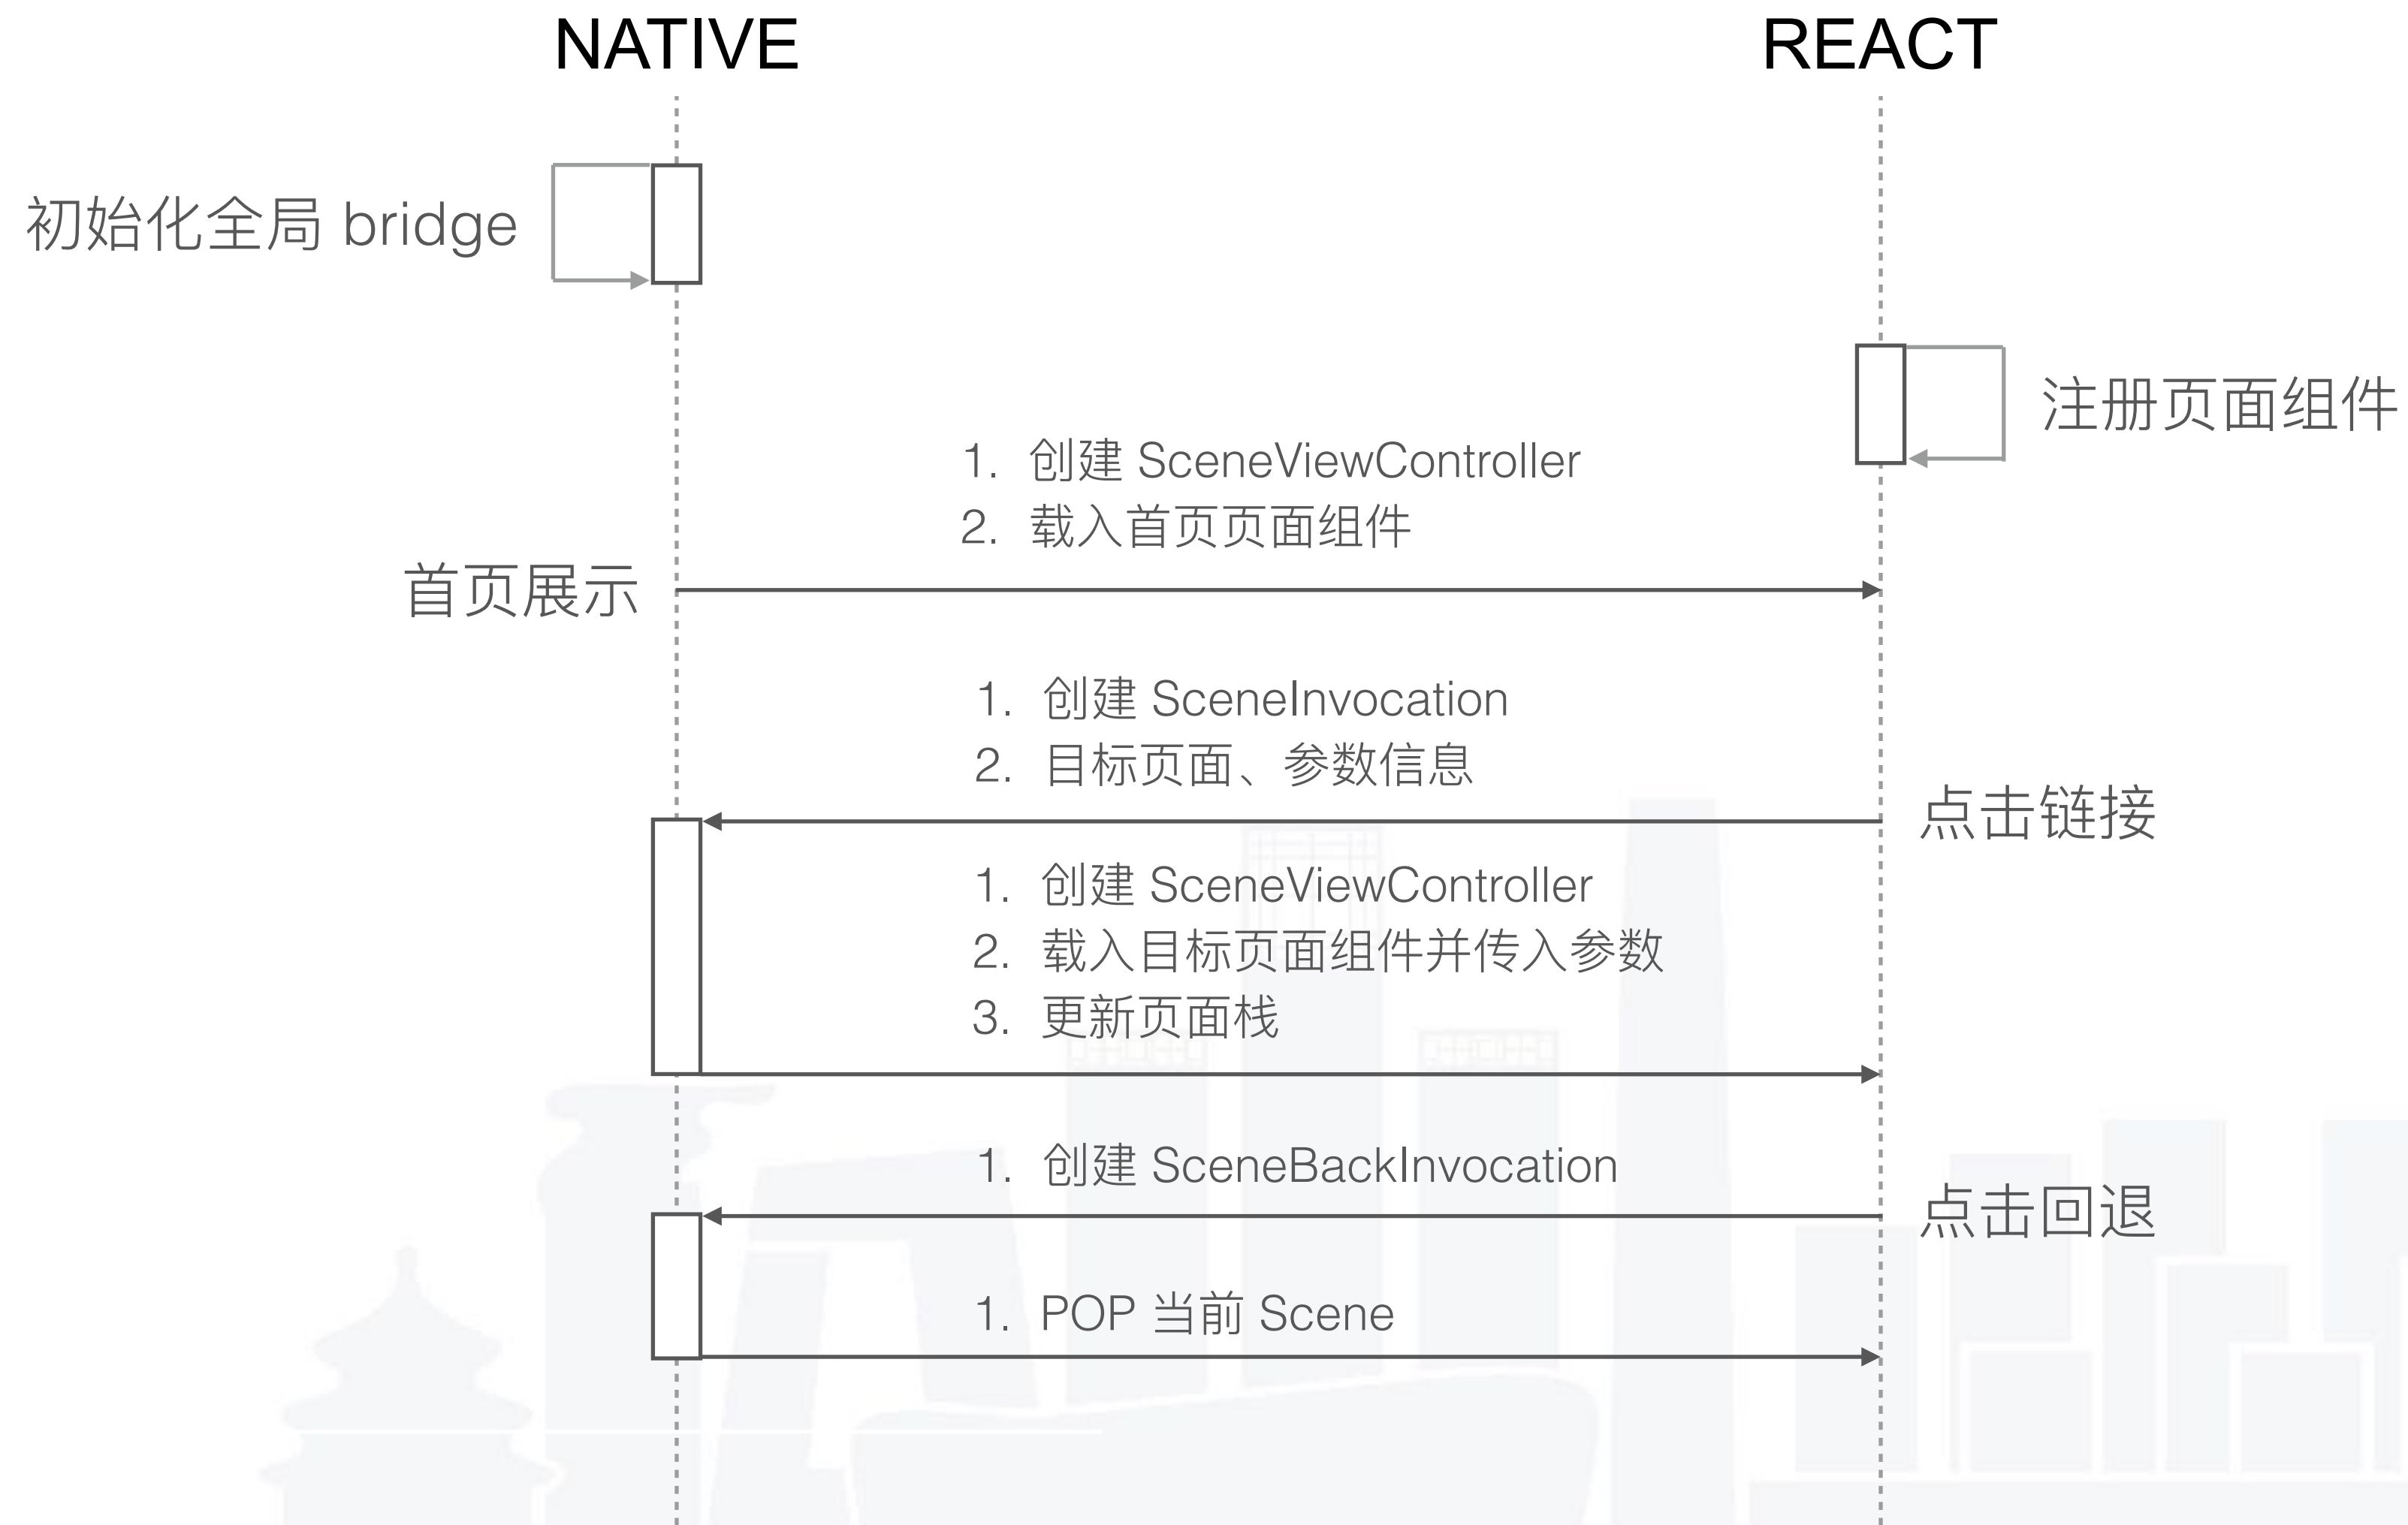 NATIVE
REACT
初始化全局 bridge
注册页面组件
1. 创建 SceneViewController
2. 载入首页页面组件
首页展示
1. 创建 SceneInvocation
2. 目标页面、参数信息
点击链接
1. 创建 SceneViewController
2. 载入目标页面组件并传入参数
3. 更新页面栈
1. 创建 SceneBackInvocation
点击回退
1. POP 当前 Scene